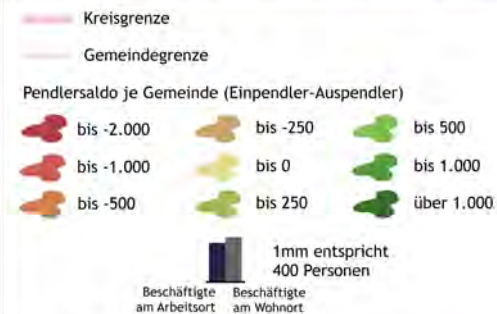 Kreisgrenze
Gemeindegrenze
Pendlersaldo je Gemeinde (Einpendler-Auspendler)
bis -2.000
bis -250
bis 500
bis -1.000
bis 0
bis 1.000
bis -500
bis 250
über 1.000
1mm entspricht
400 Personen
Beschäftigte Beschäftigte
am Arbeitsort am Wohnort